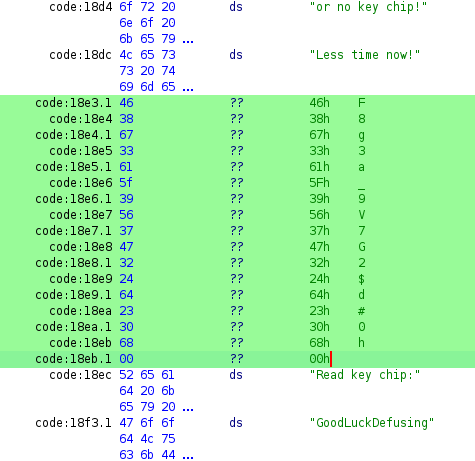 code:18d4 6f 72 20 ds "or no key chip!"
6e 6f 20
6b 65 79 ...
code:18dc 4c 65 73 ds "Less time now!"
73 20 74
69 6d 65 ...
code:18e3.1 46 ?? 46h F
code:18e4 38 ?? 38h 8
code:18e4.1 67 ?? 67h g
code:18e5 33 ?? 33h 3
code:18e5.1 61 ?? 61h a
code:18e6 5f ?? 5Fh _
code:18e6.1 39 ?? 39h 9
code:18e7 56 ?? 56h V
code:18e7.1 37 ?? 37h 7
code:18e8 47 ?? 47h G
code:18e8.1 32 ?? 32h 2
code:18e9 24 ?? 24h $
code:18e9.1 64 ?? 64h d
code:18ea 23 ?? 23h #
code:18ea.1 30 ?? 30h 0
code:18eb 68 ?? 68h h
code:18eb.1 00 ?? 00h
code:18ec 52 65 61 ds "Read key chip:"
64 20 6b
65 79 20 ...
code:18f3.1 47 6f 6f ds "GoodLuckDefusing"
64 4c 75
63 6b 44 ...